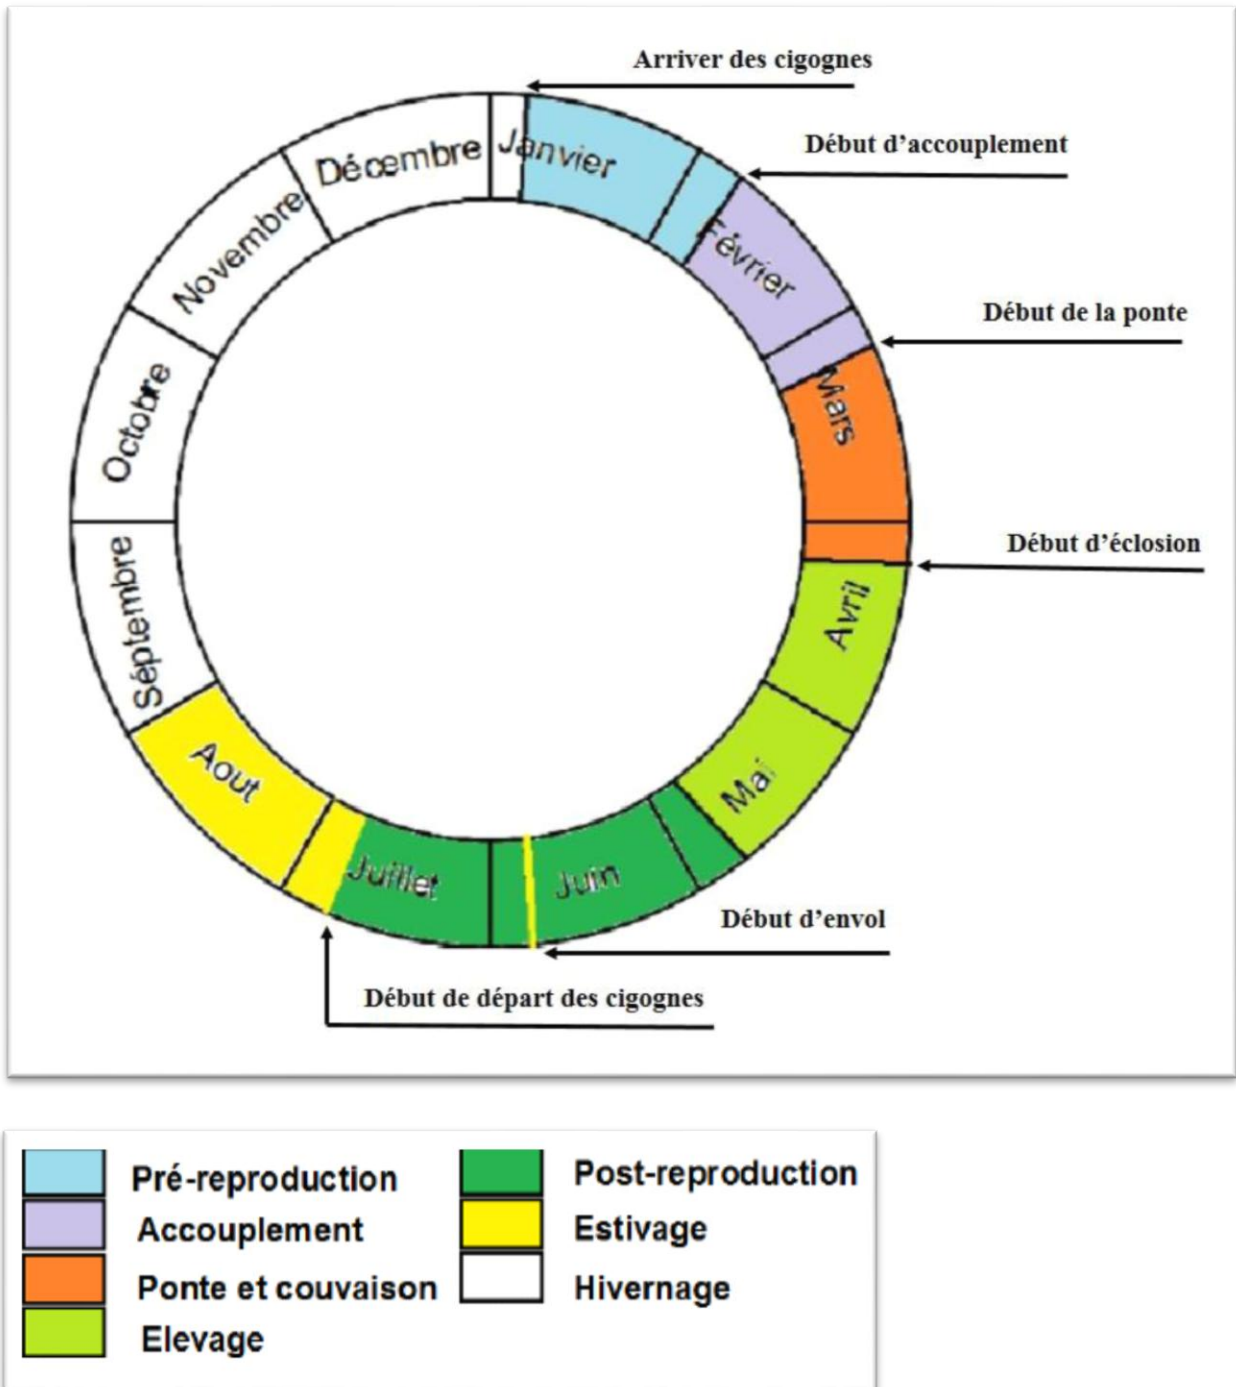 Arriver des cigognes
Début d’accouplement
Début de la ponte
Début d’éclosion
Début d’envol
Début de départ des cigognes
Janvier
Février
Mars
Avril
Mai
Juin
Juillet
Aout
Séptembre
Octobre
Novembre
Décembre
Pré-reproduction
Accouplement
Ponte et couvaison
Elevage
Post-reproduction
Estivage
Hivernage